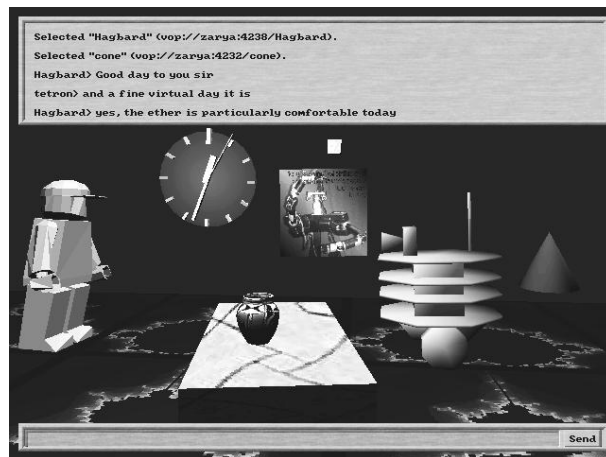 Selected "Hagbard" (vop://zarya:4238/Hagbard).
Selected "cone" (vop://zarya:4232/cone).
Hagbard> Good day to you sir
tetron> and a fine virtual day it is
Hagbard> yes, the ether is particularly comfortable today
Send